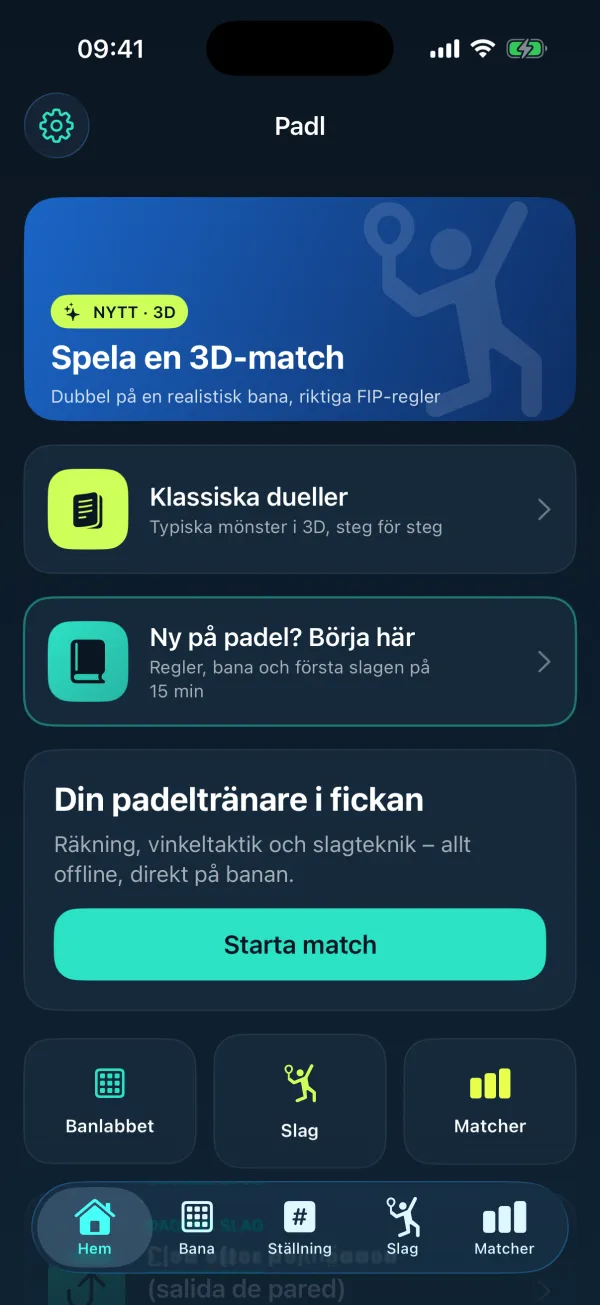 09:41
Padl
NYTT · 3D
Spela en 3D-match
Dubbel på en realistisk bana, riktiga FIP-regler
Klassiska dueller
Typiska mönster i 3D, steg för steg
Ny på padel? Börja här
Regler, bana och första slagen på
15 min
Din padeltränare i fickan
Räkning, vinkeltaktik och slagteknik – allt
offline, direkt på banan.
Starta match
Banlabbet
Slag
Matcher
SLAG
(salida de pared)
Hem
Bana
#
Ställning
Slag
Matcher